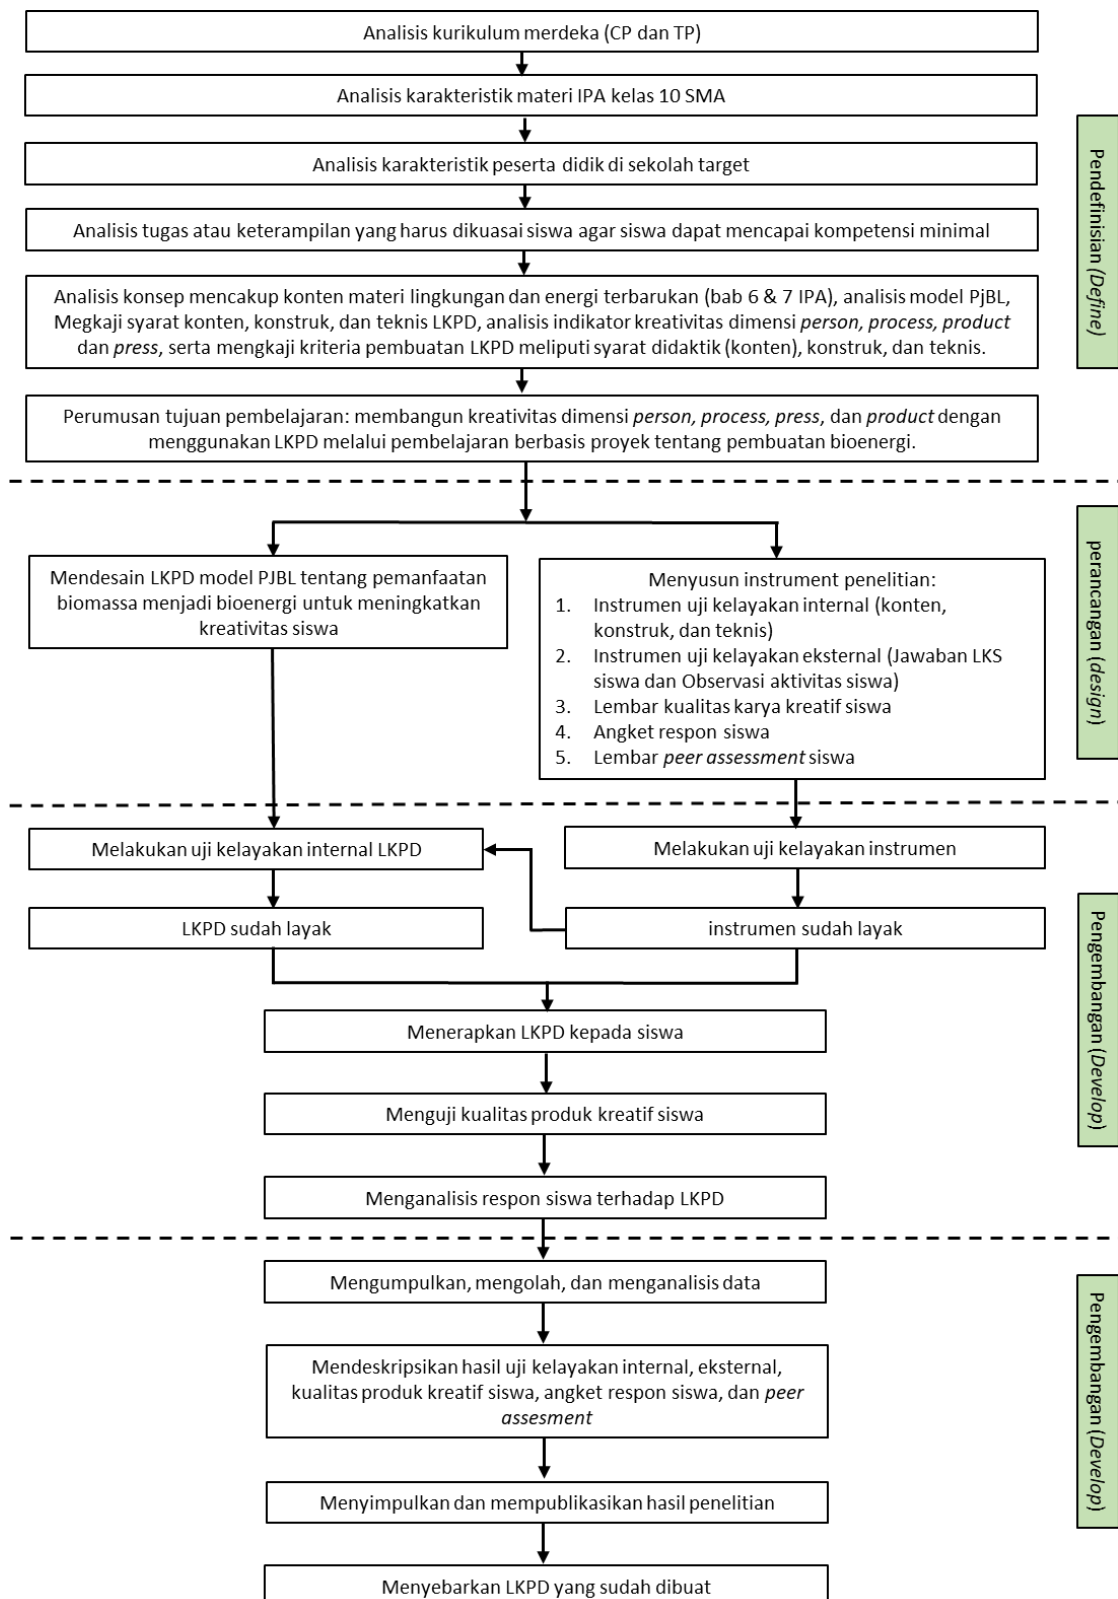 Analisis kurikulum merdeka (CP dan TP)
Analisis karakteristik materi IPA kelas 10 SMA
Analisis karakteristik peserta didik di sekolah target
Analisis tugas atau keterampilan yang harus dikuasai siswa agar siswa dapat mencapai kompetensi minimal
Analisis konsep mencakup konten materi lingkungan dan energi terbarukan (bab 6 & 7 IPA), analisis model PjBL,
Megkaji syarat konten, konstruk, dan teknis LKPD, analisis indikator kreativitas dimensi person, process, product
dan press, serta mengkaji kriteria pembuatan LKPD meliputi syarat didaktik (konten), konstruk, dan teknis.
Perumusan tujuan pembelajaran: membangun kreativitas dimensi person, process, press, dan product dengan
menggunakan LKPD melalui pembelajaran berbasis proyek tentang pembuatan bioenergi.
Pendefinisian (Define)
Mendesain LKPD model PJBL tentang pemanfaatan
biomassa menjadi bioenergi untuk meningkatkan
kreativitas siswa
Menyusun instrument penelitian:
1. Instrumen uji kelayakan internal (konten,
konstruk, dan teknis)
2. Instrumen uji kelayakan eksternal (Jawaban LKS
siswa dan Observasi aktivitas siswa)
3. Lembar kualitas karya kreatif siswa
4. Angket respon siswa
5. Lembar peer assessment siswa
perancangan (design)
Melakukan uji kelayakan internal LKPD
Melakukan uji kelayakan instrumen
LKPD sudah layak
instrumen sudah layak
Menerapkan LKPD kepada siswa
Menguji kualitas produk kreatif siswa
Menganalisis respon siswa terhadap LKPD
Pengembangan (Develop)
Mengumpulkan, mengolah, dan menganalisis data
Mendeskripsikan hasil uji kelayakan internal, eksternal,
kualitas produk kreatif siswa, angket respon siswa, dan peer
assesment
Menyimpulkan dan mempublikasikan hasil penelitian
Menyebarkan LKPD yang sudah dibuat
Pengembangan (Develop)